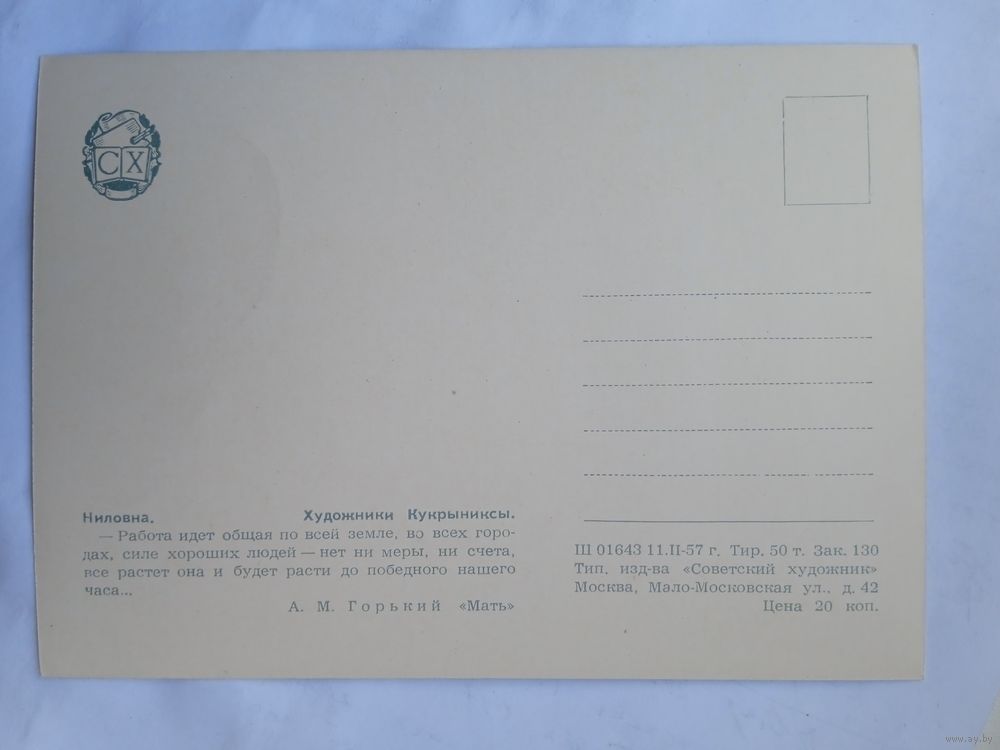 СХ
Ниловна. Художники Кукрыниксы.
— Работа идет общая по всей земле, во всех горо-
дах, силе хороших людей — нет ни меры, ни счета,
все растет она и будет расти до победного нашего
часа...
А. М. Горький «Мать»
Ш 01643 11.II-57 г. Тир. 50 т. Зак. 130
Тип. изд-ва «Советский художник»
Москва, Мало-Московская ул., д. 42
Цена 20 коп.
www.ay.by